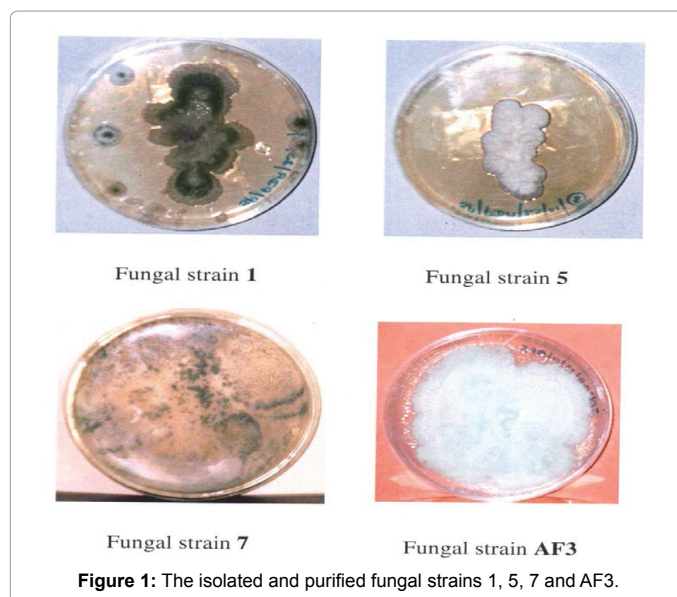 Fungal strain 1
Fungal strain 5
Fungal strain 7
Fungal strain AF3
Figure 1: The isolated and purified fungal strains 1, 5, 7 and AF3.